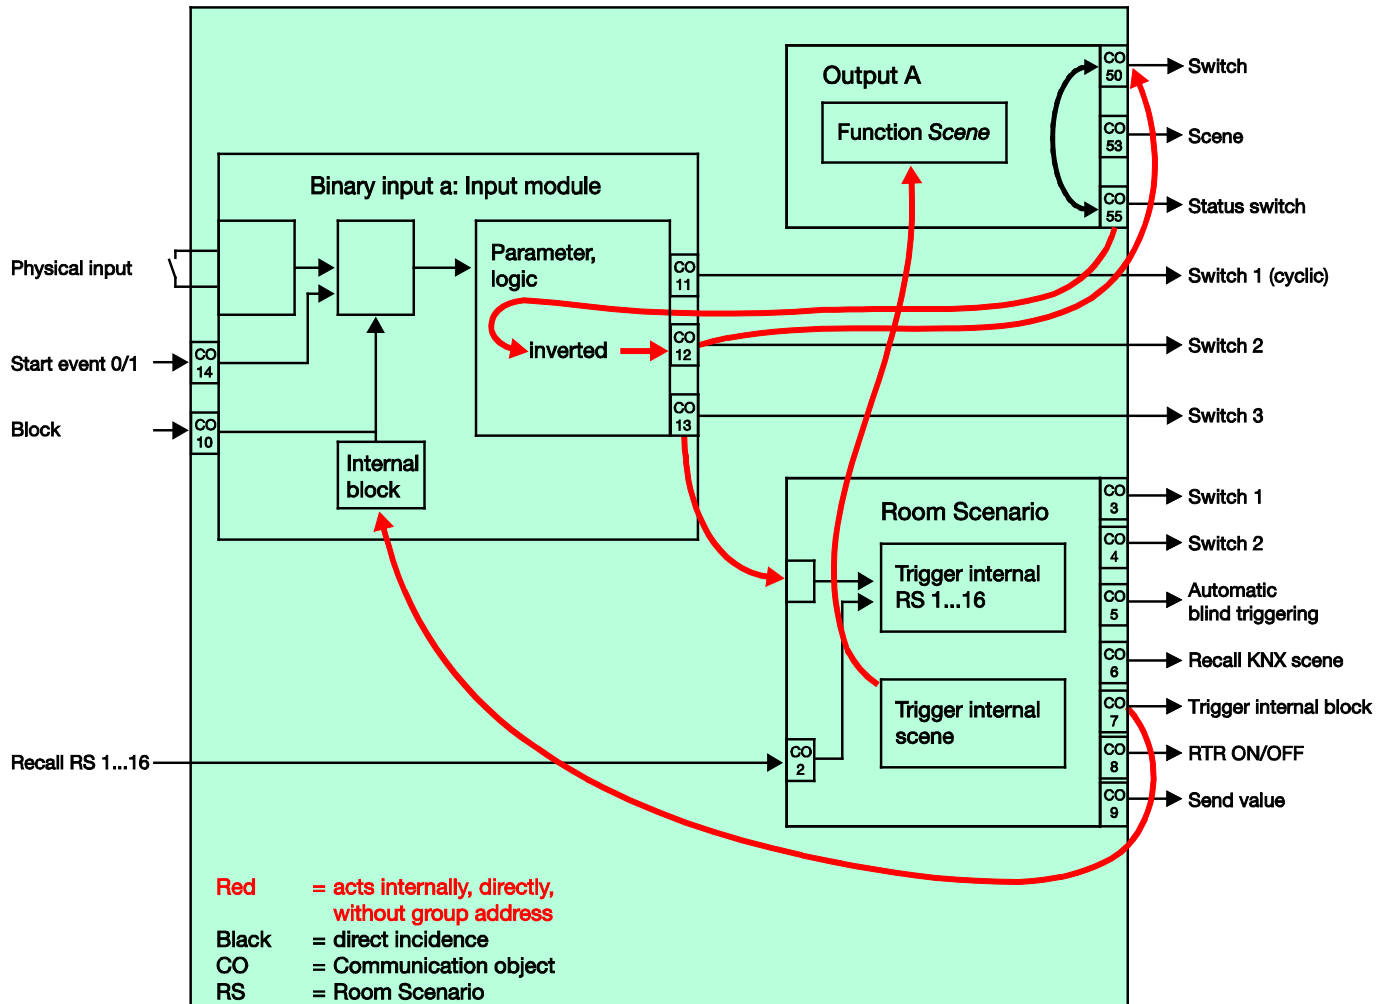 Output A
Function Scene
CO
50
Switch
CO
53
Scene
CO
55
Status switch
Binary input a: Input module
Physical input
Parameter,
logic
inverted
CO
11
Switch 1 (cyclic)
CO
12
Switch 2
CO
13
Switch 3
Start event 0/1
CO
14
Block
CO
10
Internal
block
Room Scenario
Trigger internal
RS 1...16
Trigger internal
scene
CO
3
Switch 1
CO
4
Switch 2
CO
5
Automatic
blind triggering
CO
6
Recall KNX scene
CO
7
Trigger internal block
CO
8
RTR ON/OFF
CO
9
Send value
Recall RS 1...16
CO
2
Red = acts internally, directly,
without group address
Black = direct incidence
CO = Communication object
RS = Room Scenario